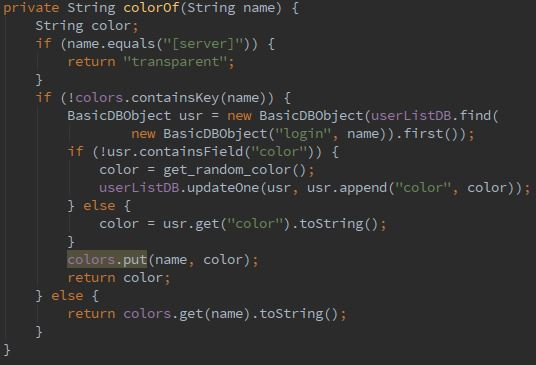 private String colorOf(String name) {
    String color;
    if (name.equals("[server]")) {
        return "transparent";
    }
    if (!colors.containsKey(name)) {
        BasicDBObject usr = new BasicDBObject(userListDB.find(
                new BasicDBObject("login", name)).first());
        if (!usr.containsField("color")) {
            color = get_random_color();
            userListDB.updateOne(usr, usr.append("color", color));
        } else {
            color = usr.get("color").toString();
        }
        colors.put(name, color);
        return color;
    } else {
        return colors.get(name).toString();
    }
}